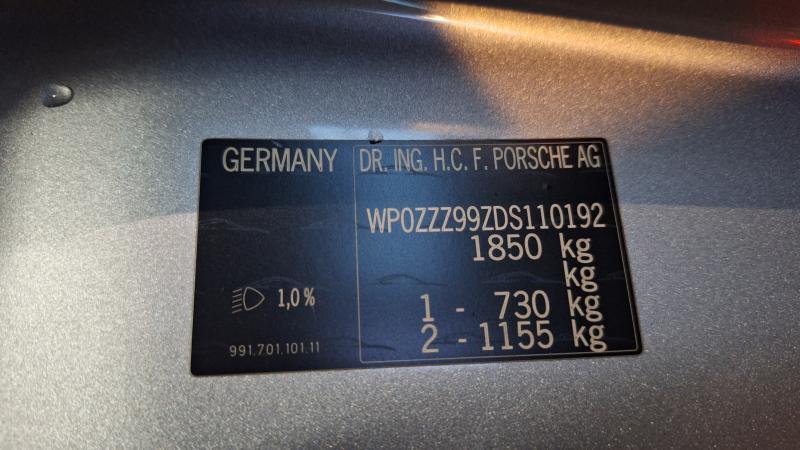 GERMANY
DR. ING. H.C. F. PORSCHE AG
WP0ZZZ99ZDS110192
1850 kg
kg
1 - 730 kg
2 - 1155 kg
1,0 %
991.701.101.11